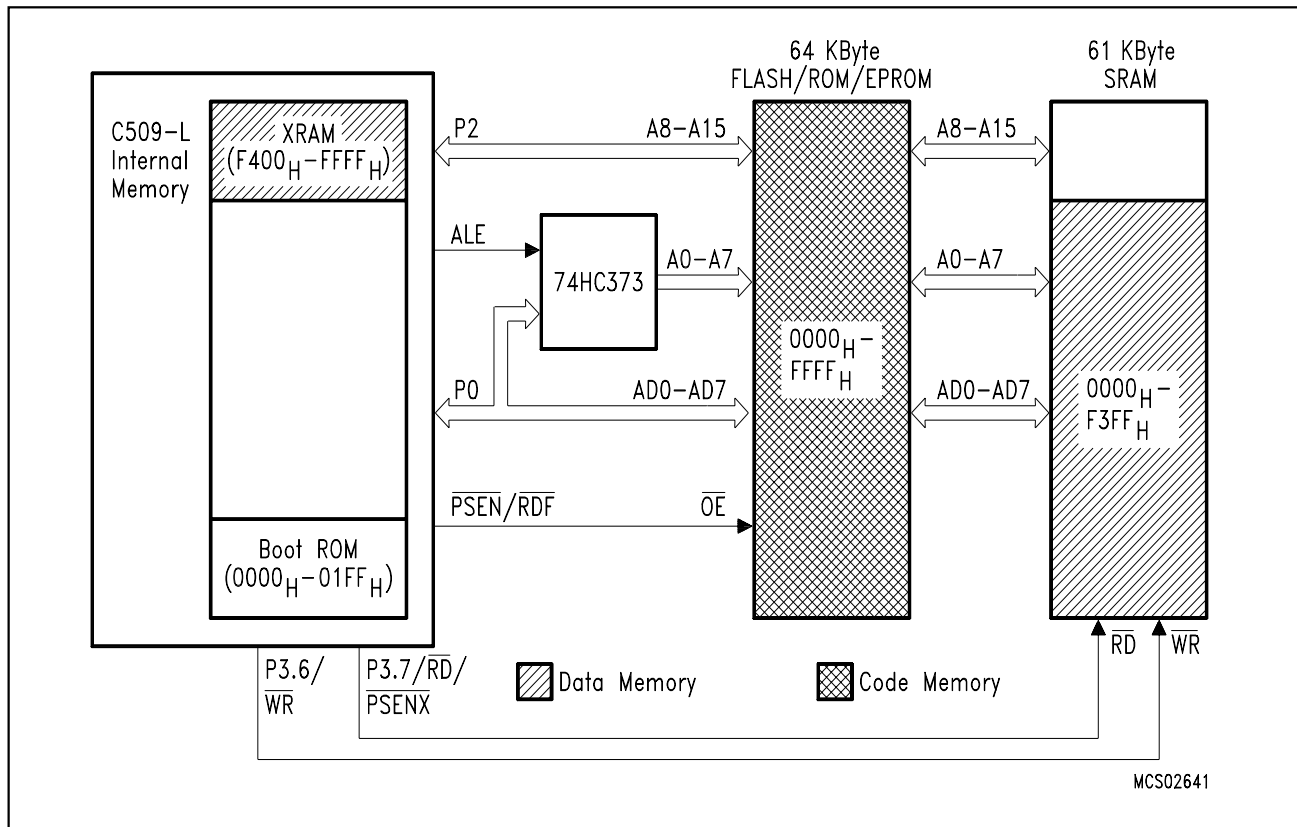 64 KByte
FLASH/ROM/EPROM
61 KByte
SRAM
C509-L
Internal
Memory
XRAM
(F400H-FFFFH)
P2
A8-A15
A8-A15
ALE
74HC373
A0-A7
A0-A7
0000H-
FFFFH
P0
AD0-AD7
AD0-AD7
0000H-
F3FFH
PSEN/RDF
OE
Boot ROM
(0000H-01FFH)
RD
WR
P3.6/
WR
P3.7/RD/
PSENX
Data Memory
Code Memory
MCS02641